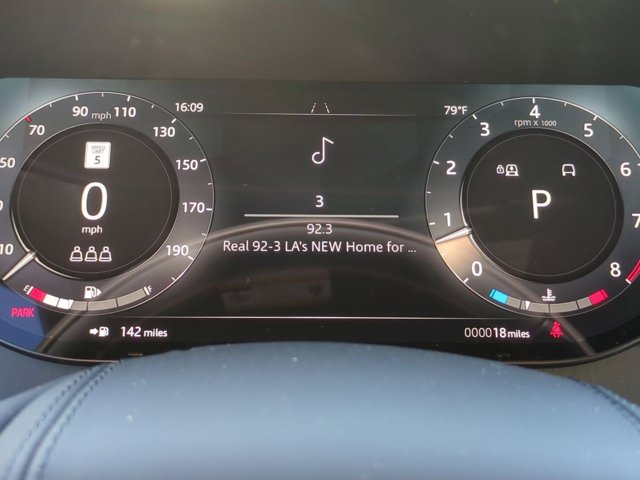 16:09
79°F
90 mph 110
70
130
50
150
170
10
190
SPEED
LIMIT
5
0
mph
E
F
PARK
3
92.3
Real 92-3 LA's NEW Home for ...
4
rpm x 1000
3
5
2
6
1
7
0
8
P
142 miles
000018 miles